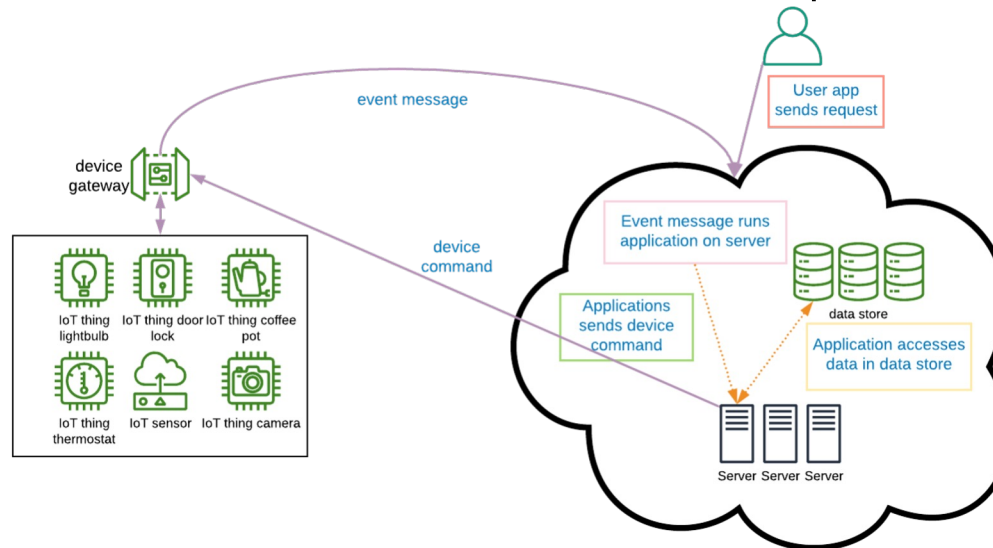 User app
sends request
event message
device
gateway
Event message runs
application on server
device
command
Applications
sends device
command
data store
Application accesses
data in data store
IoT thing
lightbulb
IoT thing door
lock
IoT thing coffee
pot
IoT thing
thermostat
IoT sensor
IoT thing camera
Server Server Server